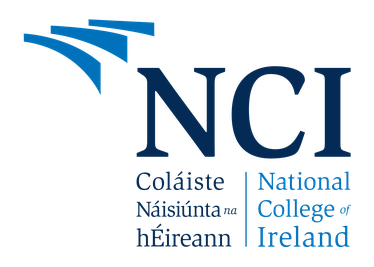 NCI
Coláiste
Náisiúnta na
hÉireann
National
College of
Ireland